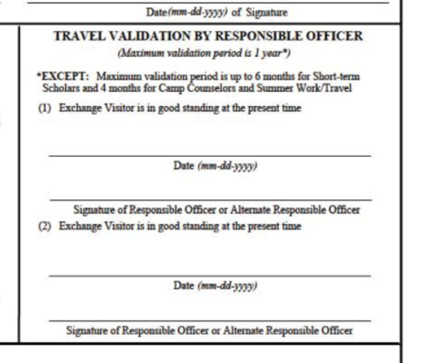 Date(mm-dd-yyyy) of Signature
TRAVEL VALIDATION BY RESPONSIBLE OFFICER
(Maximum validation period is 1 year*)
*EXCEPT: Maximum validation period is up to 6 months for Short-term
Scholars and 4 months for Camp Counselors and Summer Work/Travel
(1) Exchange Visitor is in good standing at the present time
Date (mm-dd-yyyy)
Signature of Responsible Officer or Alternate Responsible Officer
(2) Exchange Visitor is in good standing at the present time
Date (mm-dd-yyyy)
Signature of Responsible Officer or Alternate Responsible Officer